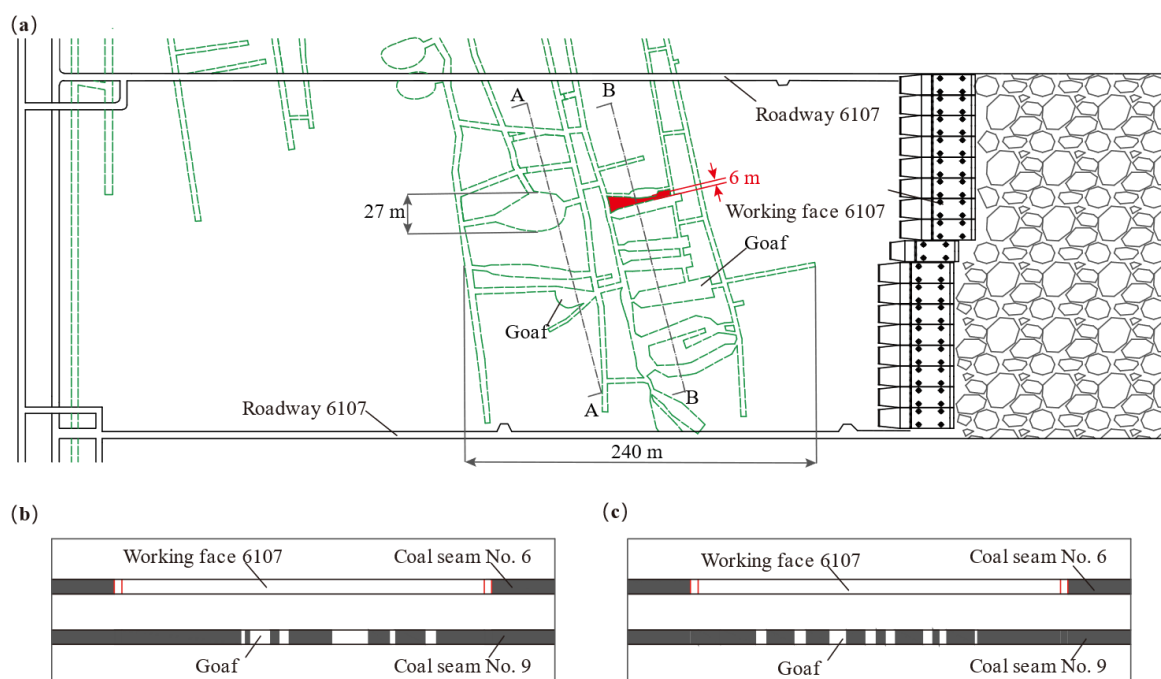 (a)
A
B
Roadway 6107
6 m
27 m
Working face 6107
Goaf
Goaf
A
B
Roadway 6107
240 m
(b)
(c)
Working face 6107
Coal seam No. 6
Working face 6107
Coal seam No. 6
Goaf
Coal seam No. 9
Goaf
Coal seam No. 9